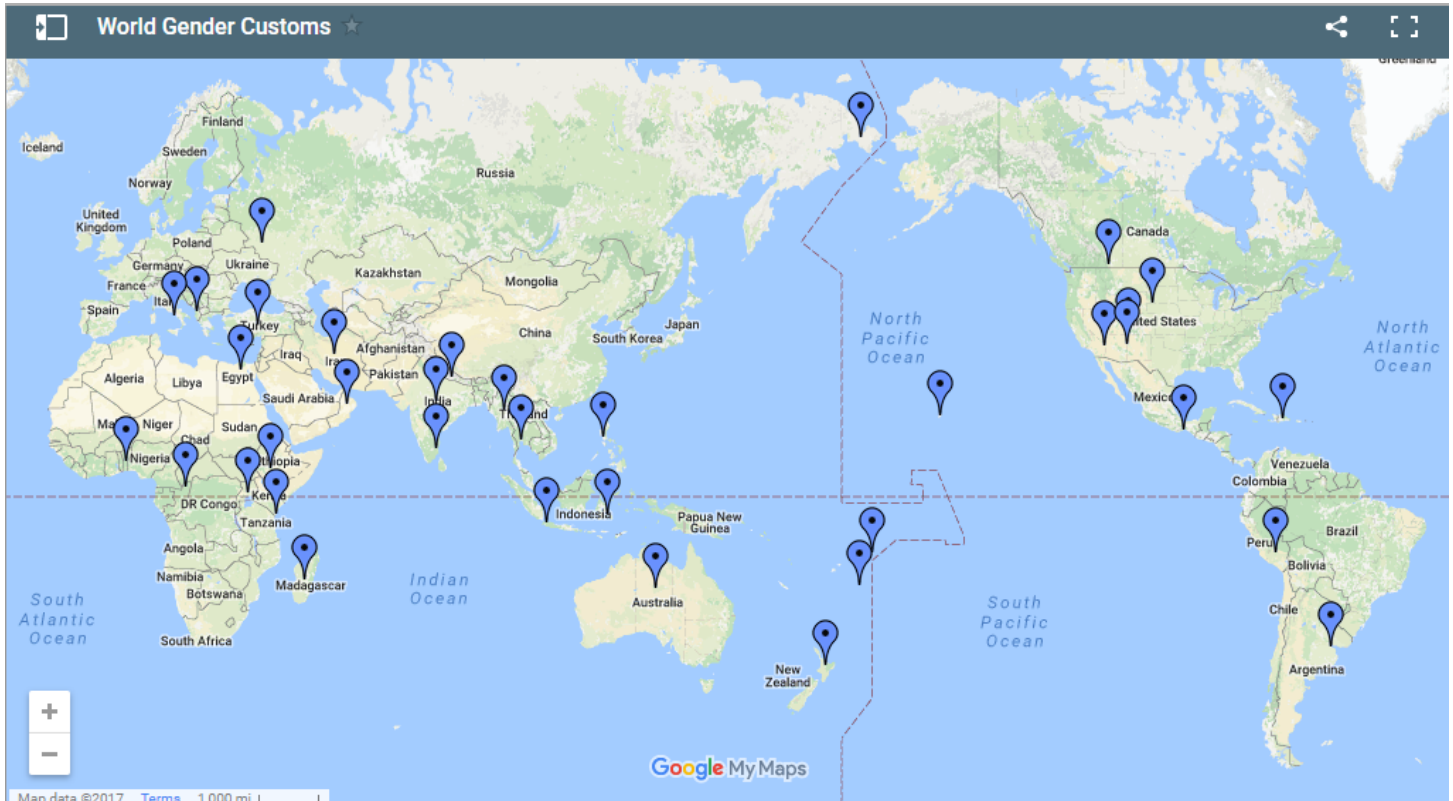 World Gender Customs
Greenland
Finland
Iceland
Sweden
Russia
Norway
United
Kingdom
Canada
Poland
Germany
Ukraine
Kazakhstan
Mongolia
France
Ita
Spain
Turkey
United States
North
Pacific
Ocean
North
Atlantic
Ocean
China
Japan
South Korea
Afghanistan
Iraq
Iran
Pakistan
Algeria
Libya
Egypt
Saudi Arabia
India
Thailand
Mexico
Mali
Niger
Sudan
Chad
Nigeria
Ethiopia
Venezuela
Colombia
Kenya
DR Congo
Indonesia
Papua New
Guinea
Tanzania
Peru
Brazil
Angola
Namibia
Botswana
Madagascar
Indian
Ocean
Australia
Bolivia
South
Atlantic
Ocean
South
Pacific
Ocean
Chile
South Africa
New
Zealand
Argentina
+
−
Google My Maps
Map data ©2017 Terms 1,000 mi